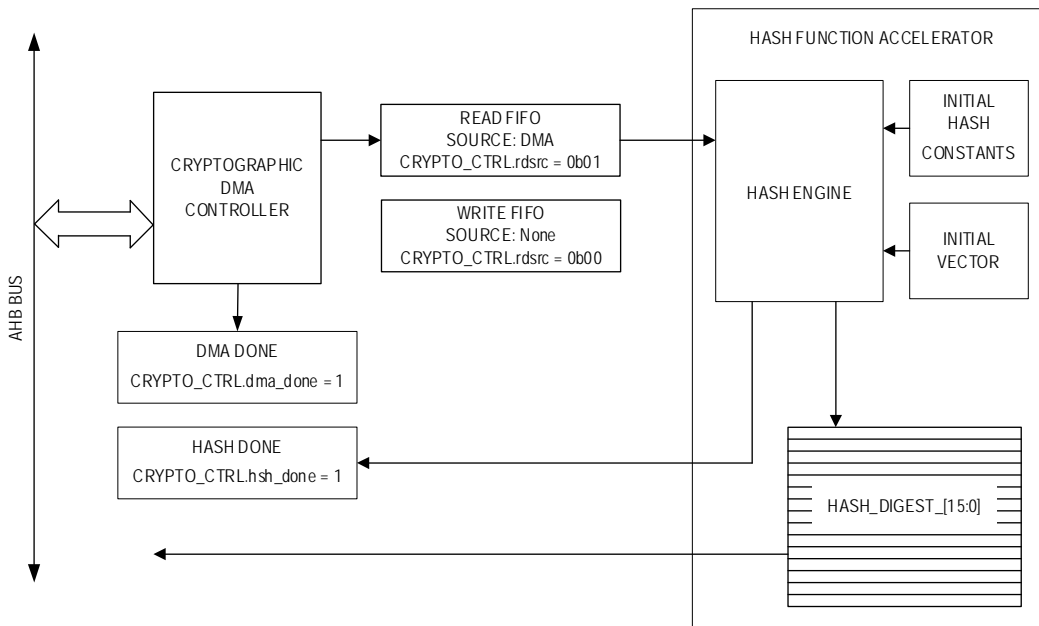 HASH FUNCTION ACCELERATOR
AHB BUS
CRYPTOGRAPHIC
DMA
CONTROLLER
READ FIFO
SOURCE: DMA
CRYPTO_CTRL.rdsrc = 0b01
WRITE FIFO
SOURCE: None
CRYPTO_CTRL.rdsrc = 0b00
HASH ENGINE
INITIAL
HASH
CONSTANTS
INITIAL
VECTOR
DMA DONE
CRYPTO_CTRL.dma_done = 1
HASH DONE
CRYPTO_CTRL.hsh_done = 1
HASH_DIGEST_[15:0]